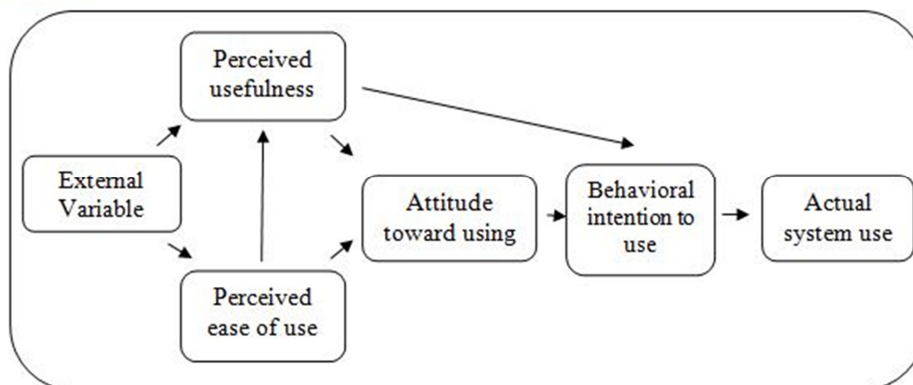 Perceived
usefulness
External
Variable
Perceived
ease of use
Attitude
toward using
Behavioral
intention to
use
Actual
system use